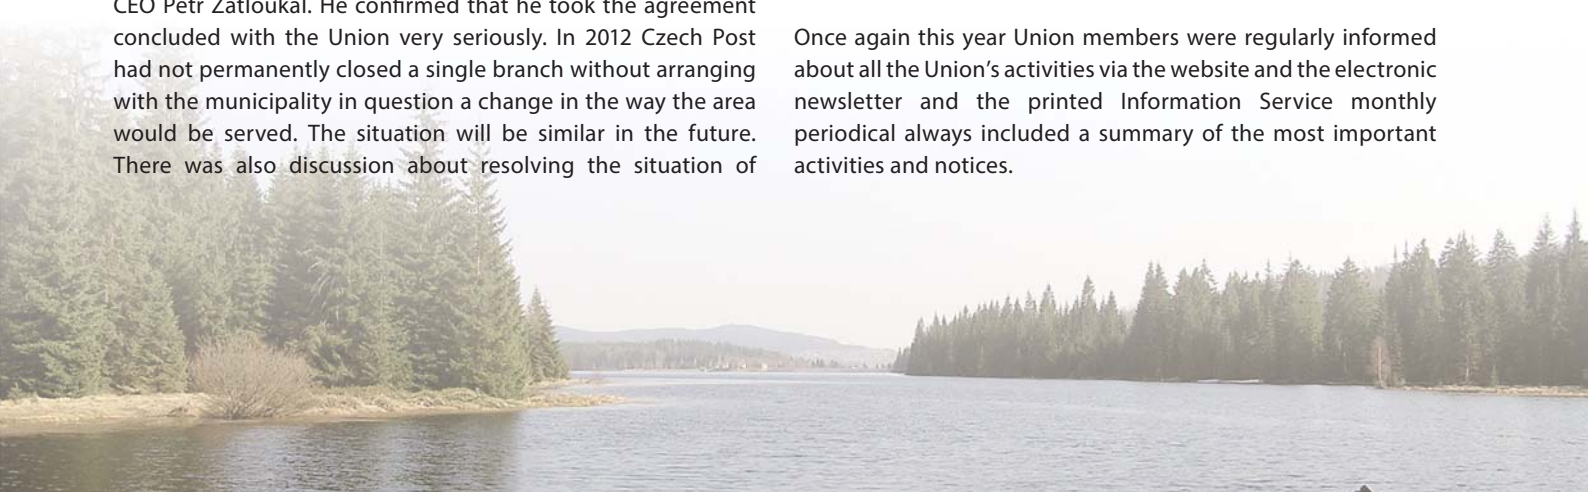 CEO Petr Zatloukal. He confirmed that he took the agreement
concluded with the Union very seriously. In 2012 Czech Post
had not permanently closed a single branch without arranging
with the municipality in question a change in the way the area
would be served. The situation will be similar in the future.
There was also discussion about resolving the situation of
Once again this year Union members were regularly informed
about all the Union’s activities via the website and the electronic
newsletter and the printed Information Service monthly
periodical always included a summary of the most important
activities and notices.